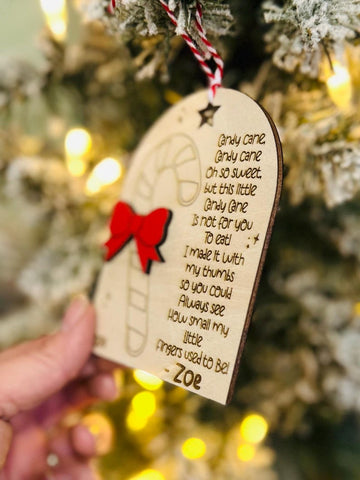 Candy cane,
Candy cane
Oh so sweet,
but this little
Candy Cane
Is not for you
To eat!
I made it with
my thumbs
so you could
Always see
How small my
little
fingers used to be!
- Zoe